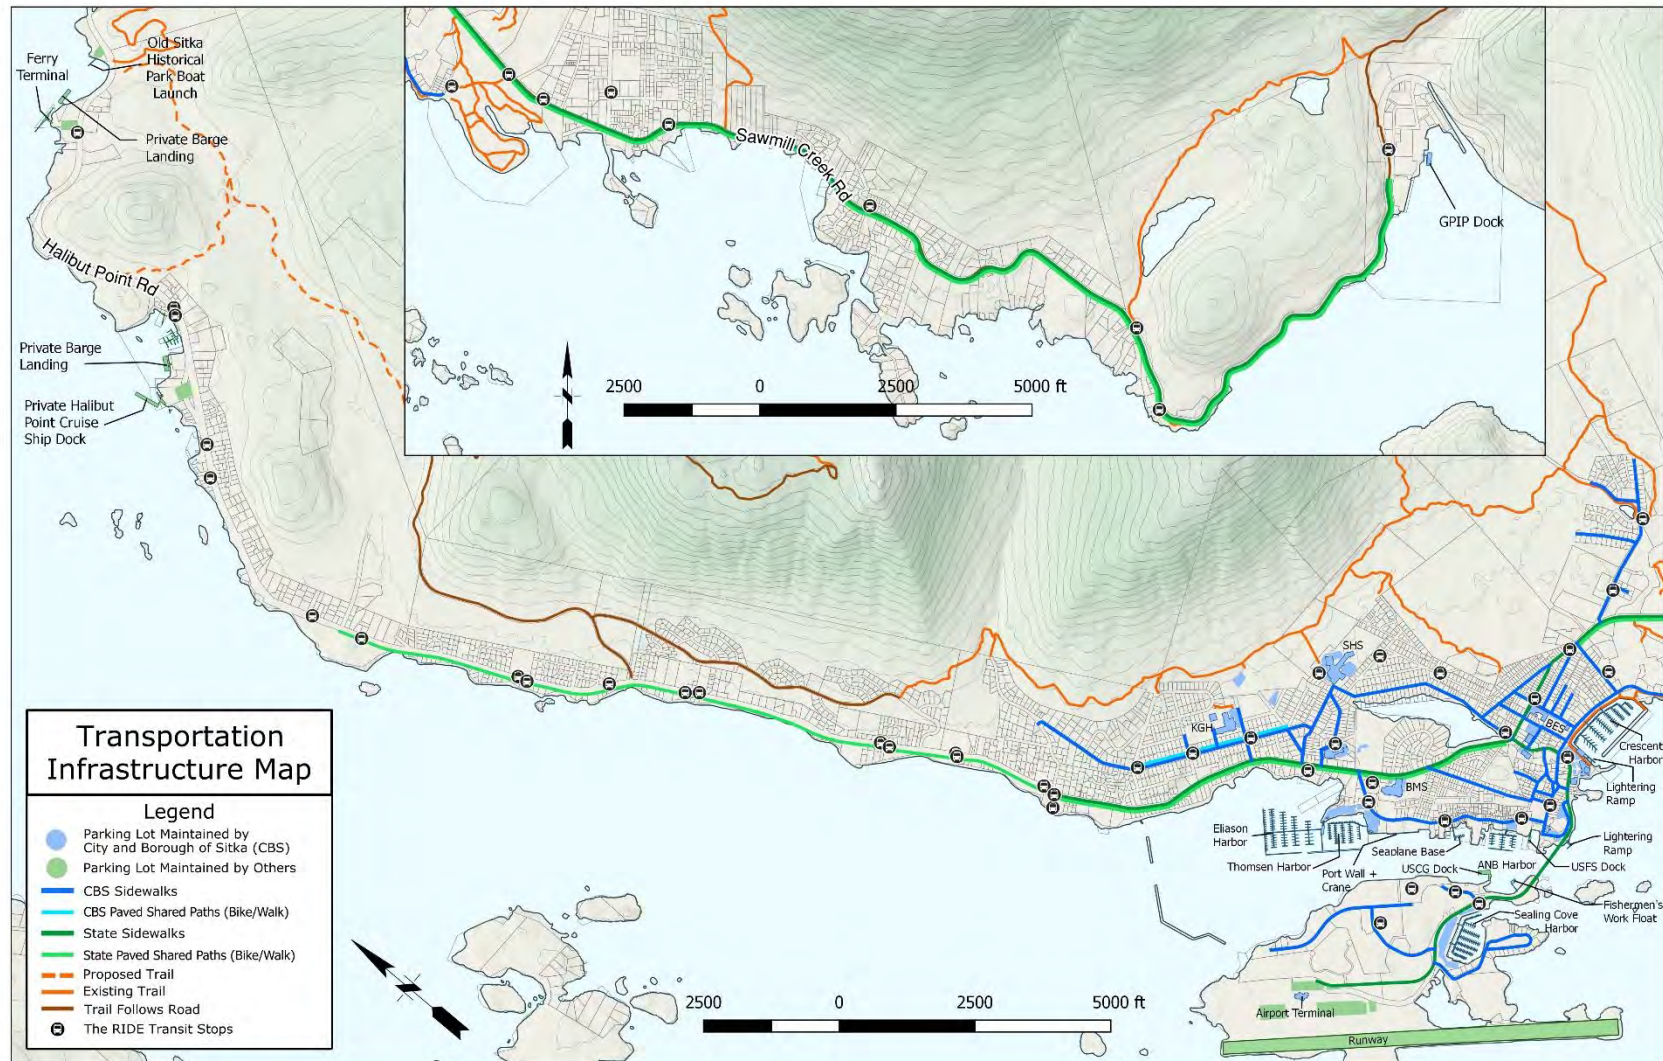 Ferry
Terminal
Old Sitka
Historical
Park Boat
Launch
Private Barge
Landing
Halibut Point Rd
Private Barge
Landing
Private Halibut
Point Cruise
Ship Dock
Sawmill Creek Rd
GPIP Dock
2500 0 2500 5000 ft
SHS
KGH
BES
BMS
Crescent
Harbor
Lightering
Ramp
Eliason
Harbor
Thomsen Harbor
Port Wall +
Crane
Seaplane Base
USCG Dock
ANB Harbor
USFS Dock
Lightering
Ramp
Fishermen's
Work Float
Sealing Cove
Harbor
Airport Terminal
Runway
2500 0 2500 5000 ft
Transportation
Infrastructure Map
Legend
Parking Lot Maintained by
City and Borough of Sitka (CBS)
Parking Lot Maintained by Others
CBS Sidewalks
CBS Paved Shared Paths (Bike/Walk)
State Sidewalks
State Paved Shared Paths (Bike/Walk)
Proposed Trail
Existing Trail
Trail Follows Road
The RIDE Transit Stops